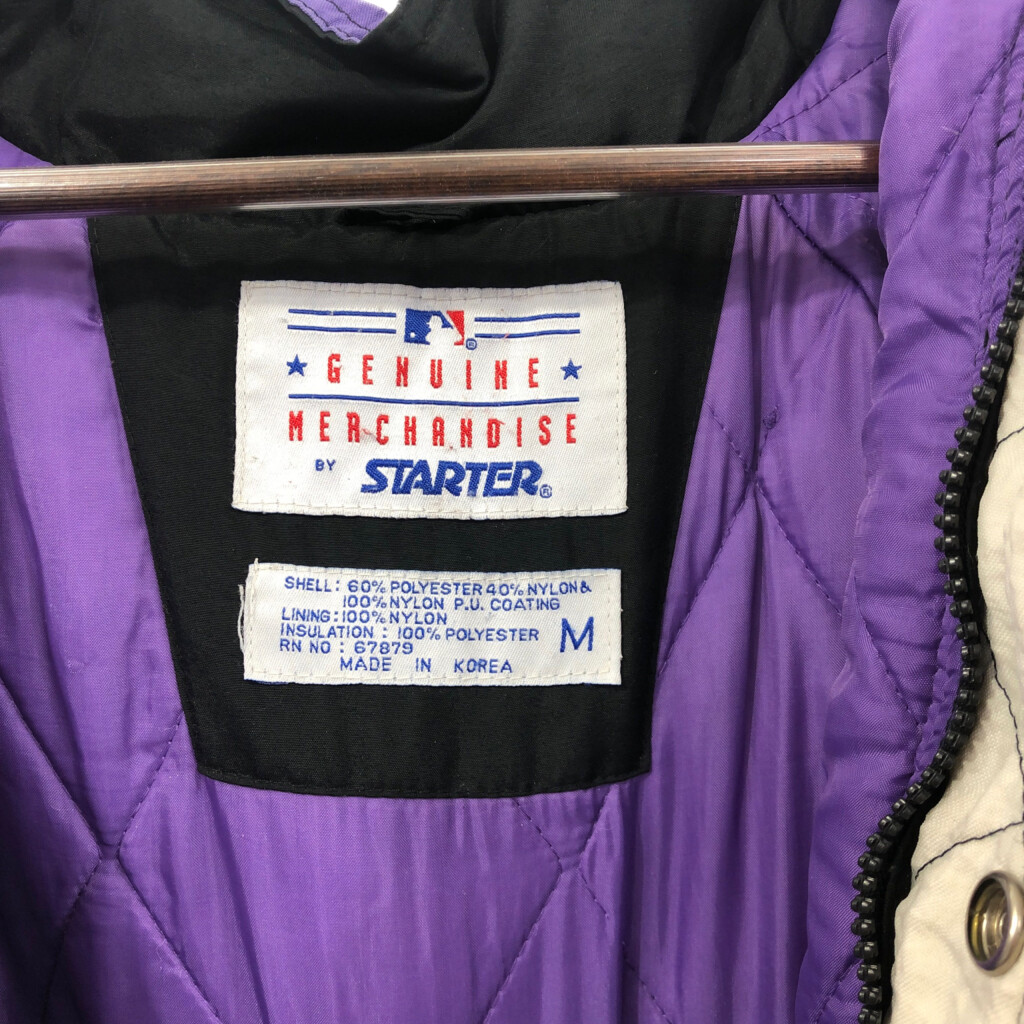 ★ GENUINE ★
MERCHANDISE
BY STARTER®
SHELL: 60% POLYESTER 40% NYLON &
100% NYLON P.U. COATING
LINING: 100% NYLON
INSULATION : 100% POLYESTER
RN NO : 67879
M
MADE IN KOREA